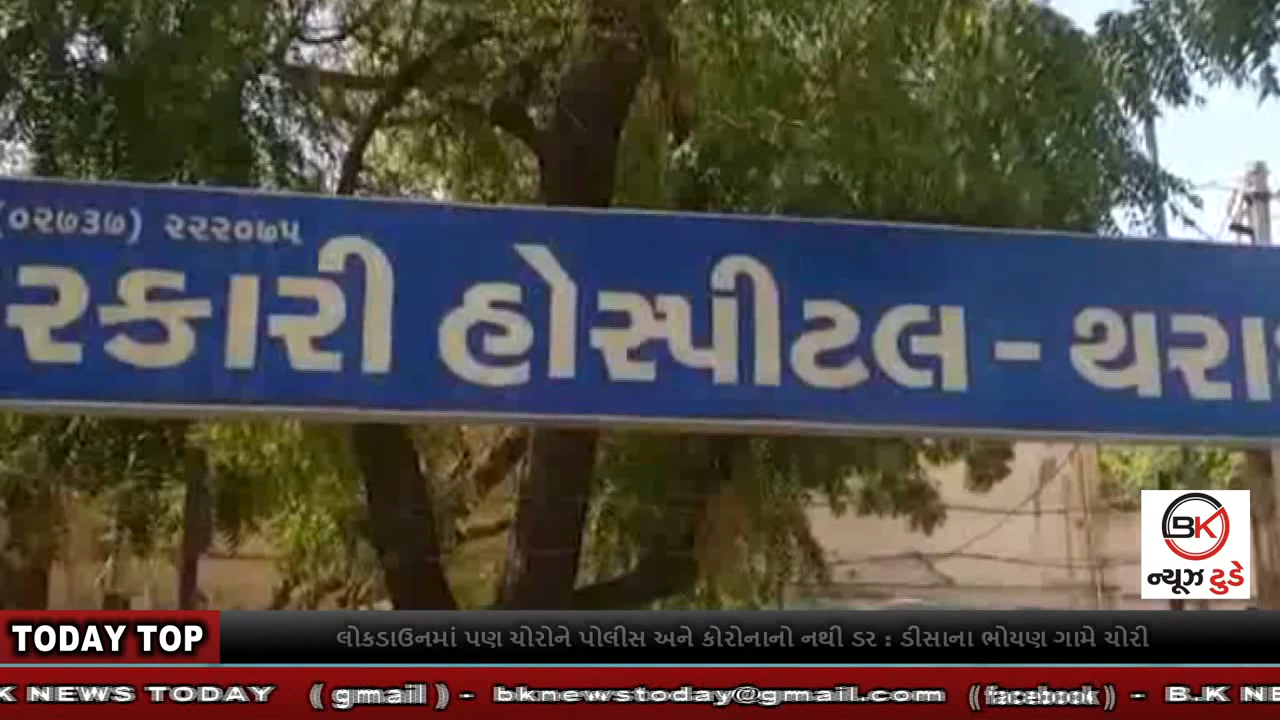 (૦૨૭૩૭) ૨૨૨૦૭૫
રકારી હોસ્પીટલ - થરા
BK
ન્યૂઝ ટુડે
TODAY TOP
લોકડાઉનમાં પણ ચોરોને પોલીસ અને કોરોનાનો નથી ડર : ડીસાના ભોયણ ગામે ચોરી
K NEWS TODAY ( gmail ) - bknewstoday@gmail.com ( facebook ) - B.K NE